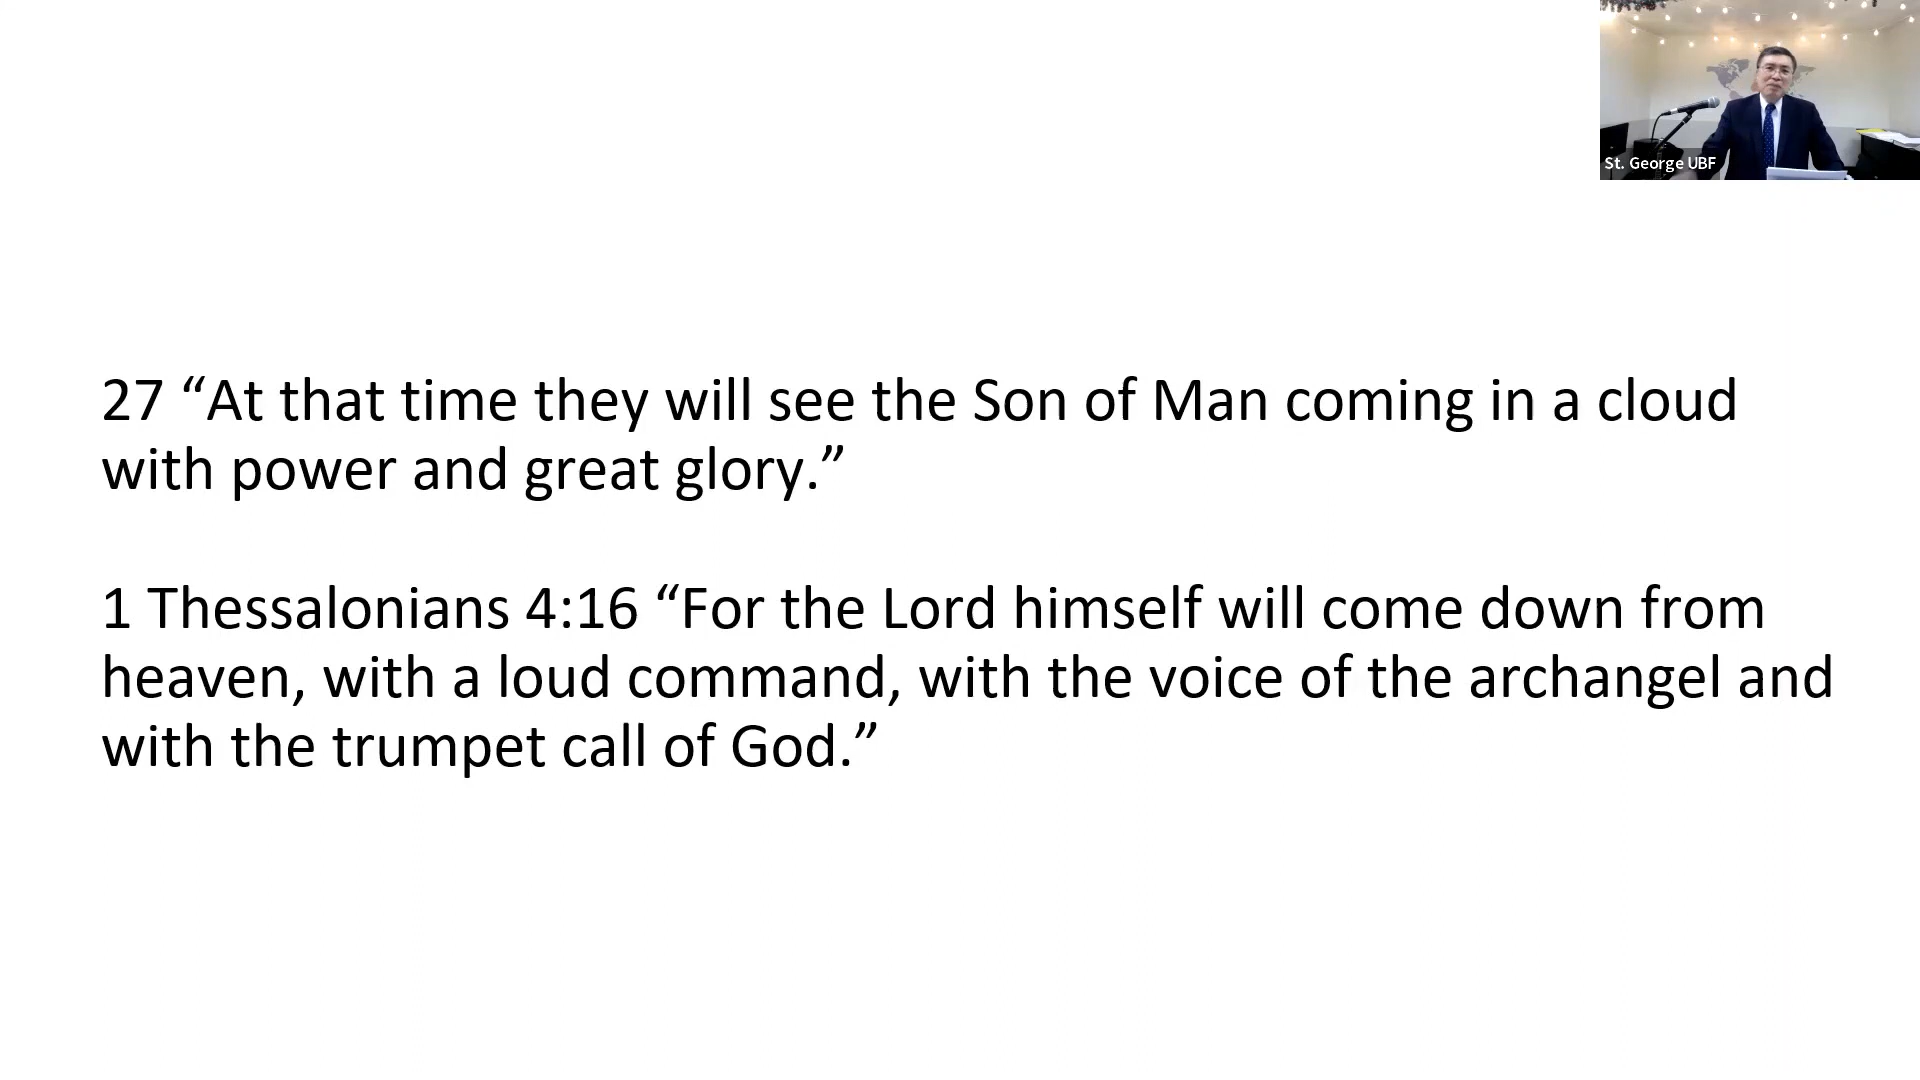 St. George UBF
27 “At that time they will see the Son of Man coming in a cloud
with power and great glory.”
1 Thessalonians 4:16 “For the Lord himself will come down from
heaven, with a loud command, with the voice of the archangel and
with the trumpet call of God.”